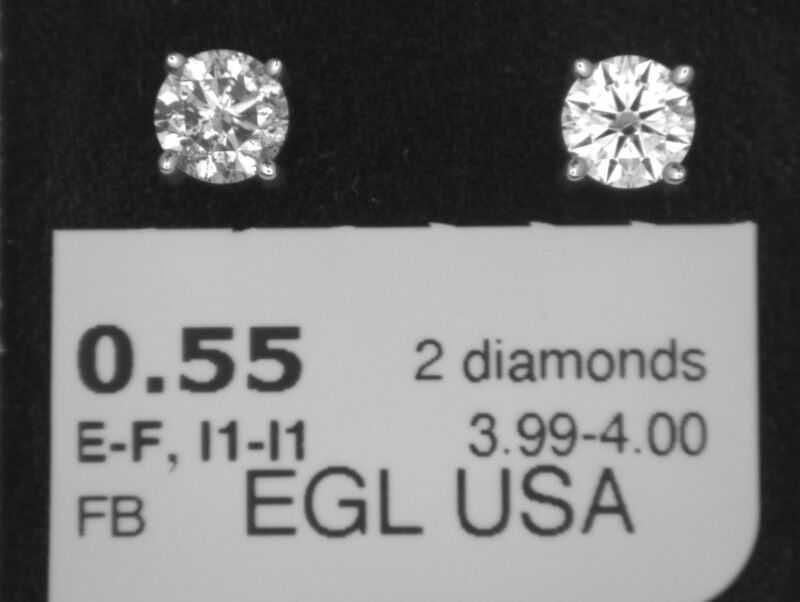 0.55 2 diamonds
E-F, I1-I1 3.99-4.00
FB EGL USA